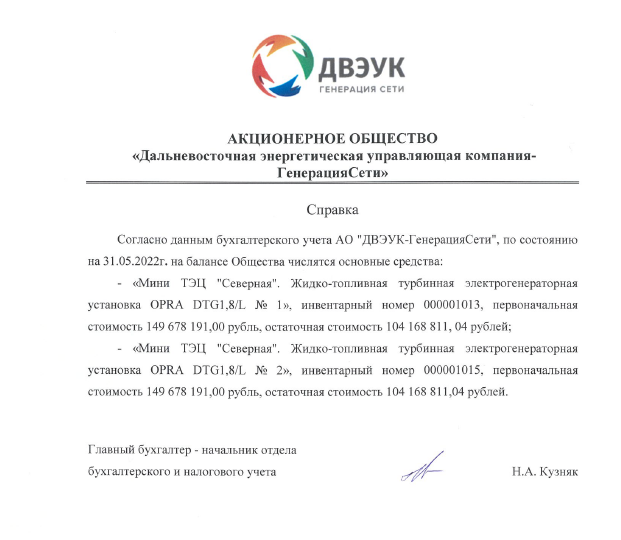 ДВЭУК
ГЕНЕРАЦИЯ СЕТИ
АКЦИОНЕРНОЕ ОБЩЕСТВО
«Дальневосточная энергетическая управляющая компания-
ГенерацияСети»
Справка
Согласно данным бухгалтерского учета АО "ДВЭУК-ГенерацияСети", по состоянию
на 31.05.2022г. на балансе Общества числятся основные средства:
- «Мини ТЭЦ "Северная". Жидко-топливная турбинная электрогенераторная
установка OPRA DTG1,8/L № 1», инвентарный номер 000001013, первоначальная
стоимость 149 678 191,00 рубль, остаточная стоимость 104 168 811, 04 рублей;
- «Мини ТЭЦ "Северная". Жидко-топливная турбинная электрогенераторная
установка OPRA DTG1,8/L № 2», инвентарный номер 000001015, первоначальная
стоимость 149 678 191,00 рубль, остаточная стоимость 104 168 811,04 рублей.
Главный бухгалтер - начальник отдела
бухгалтерского и налогового учета Н.А. Кузняк